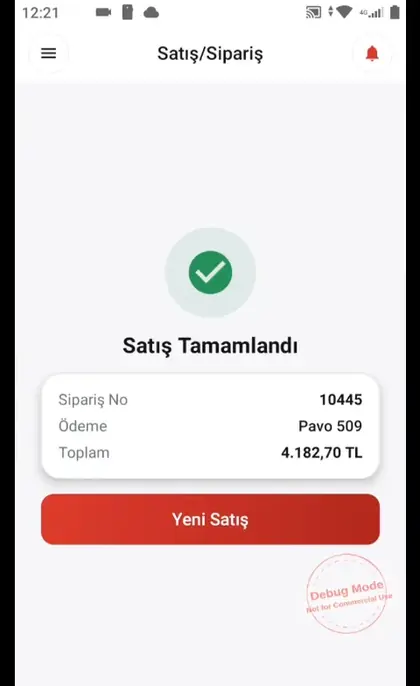 12:21
4G
Satış/Sipariş
Satış Tamamlandı
Sipariş No 10445
Ödeme Pavo 509
Toplam 4.182,70 TL
Yeni Satış
Debug Mode
Not for Commercial Use